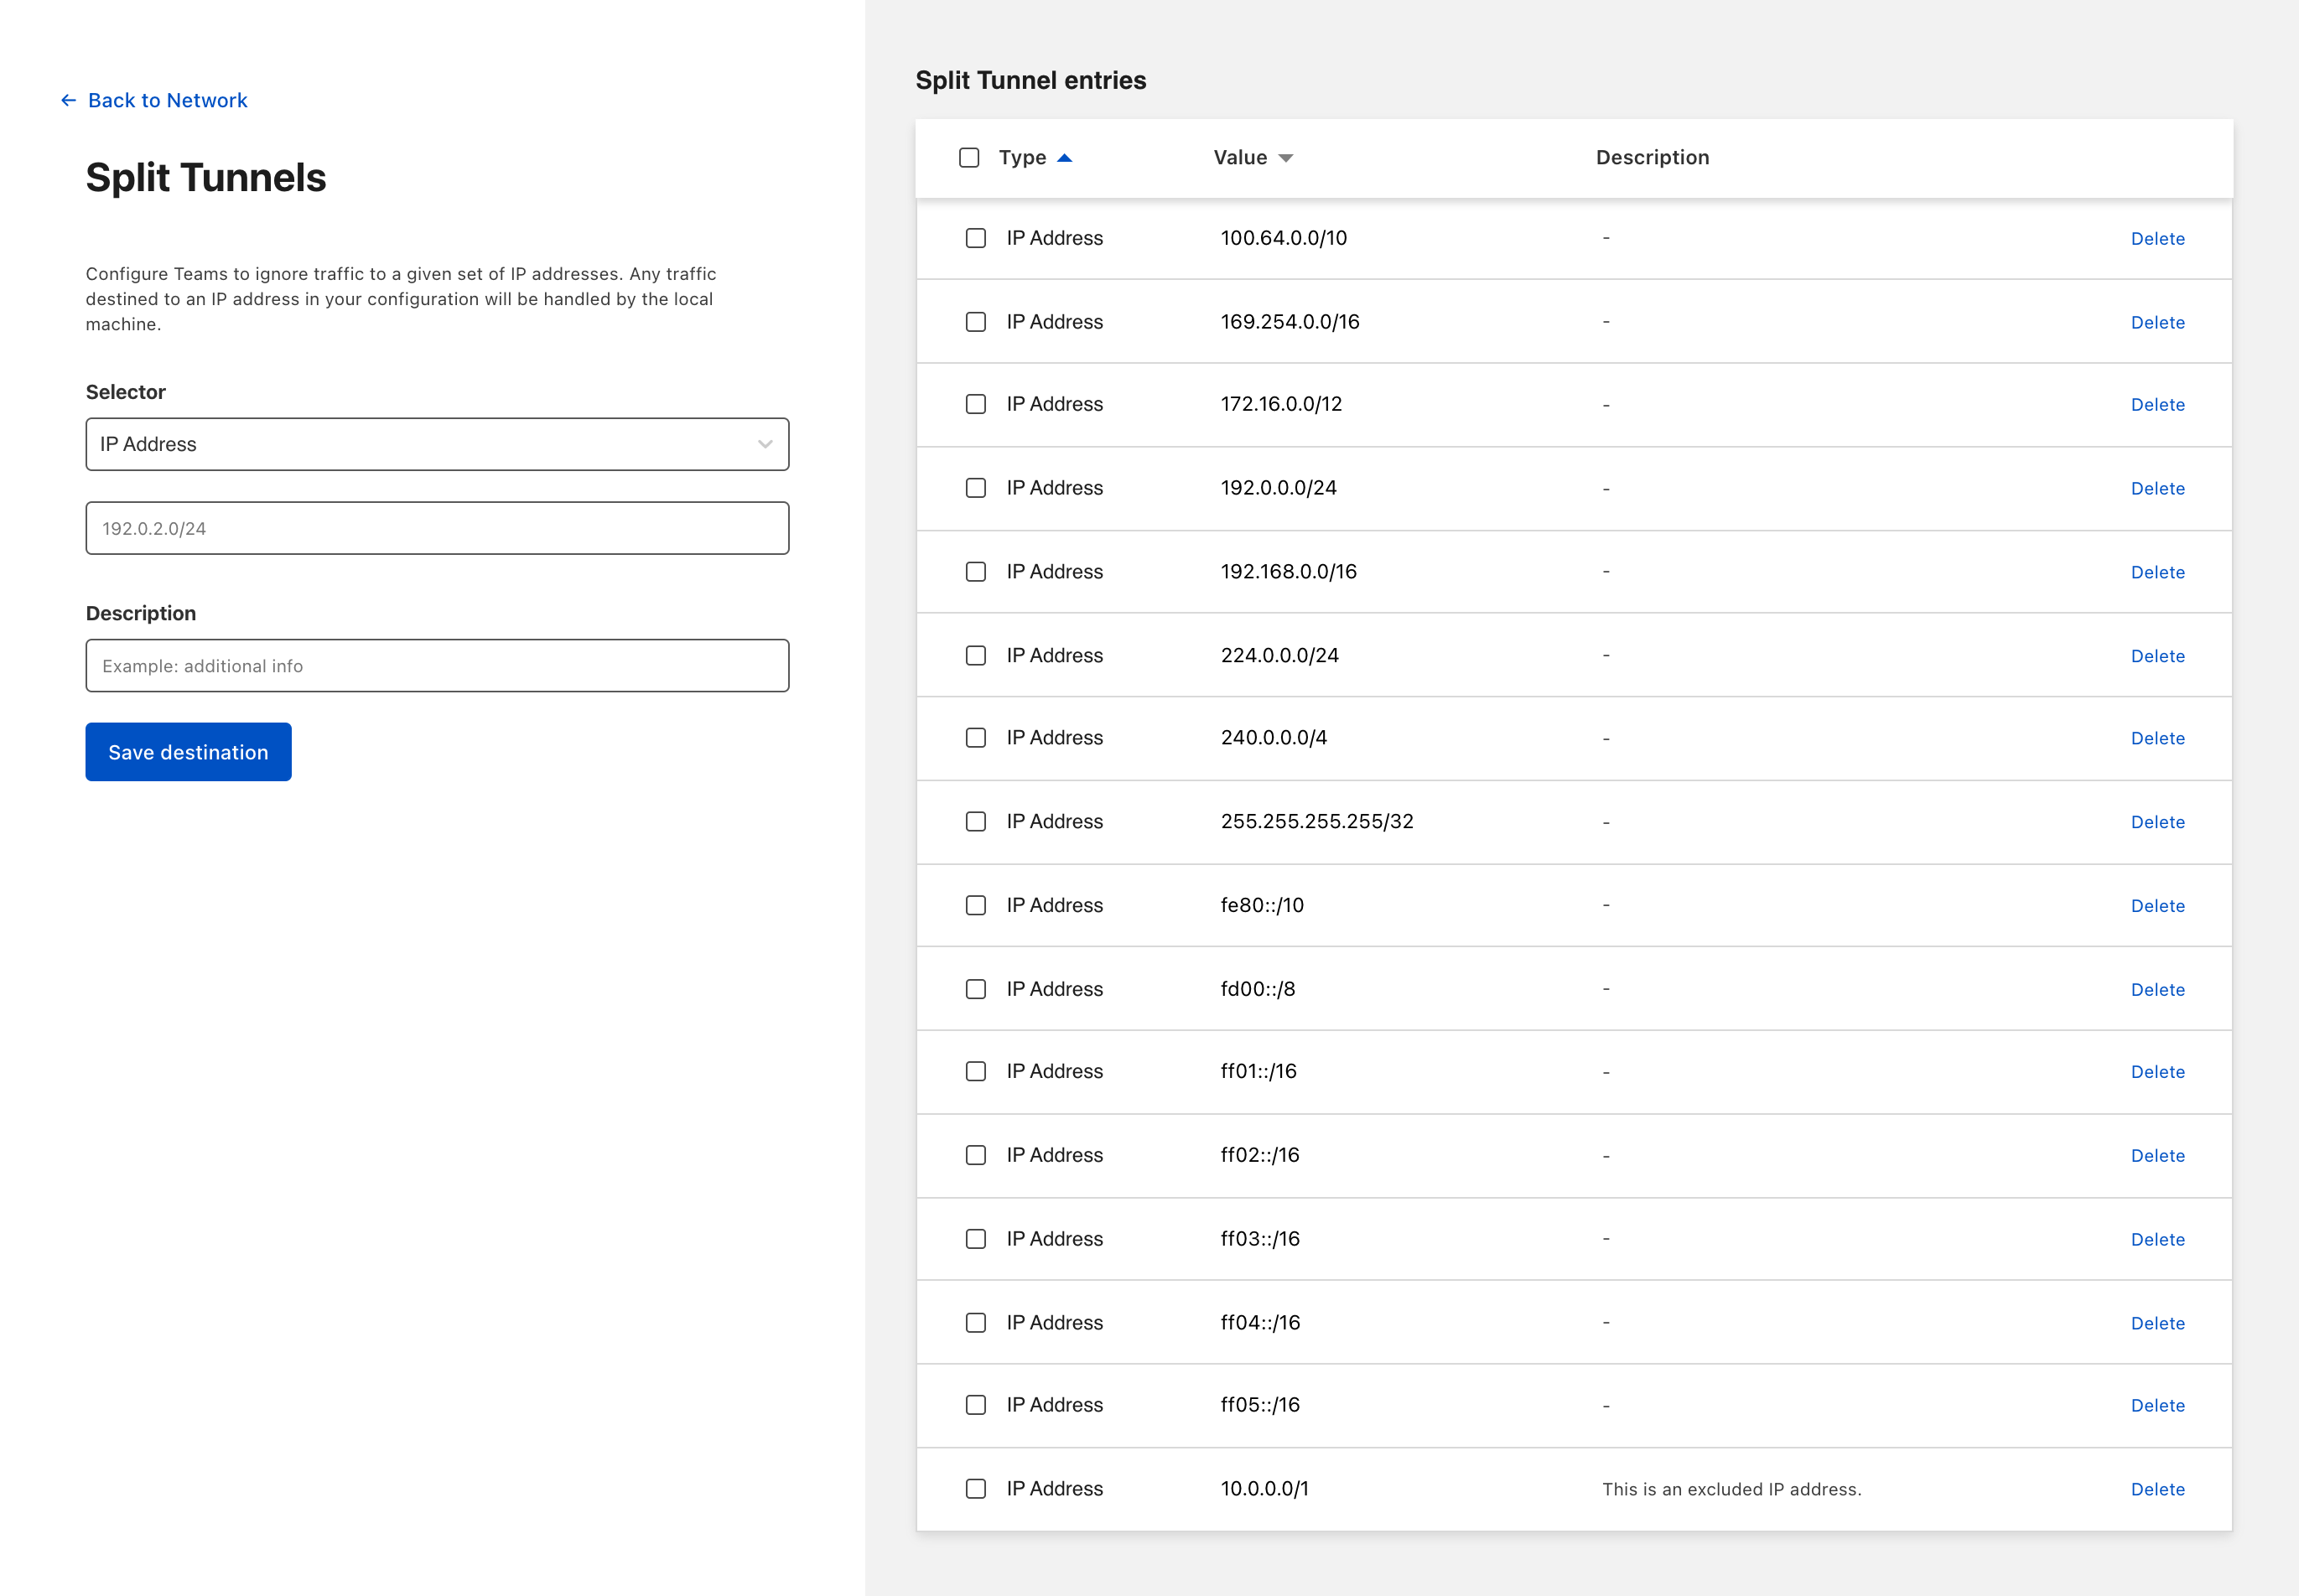 ← Back to Network
Split Tunnels
Configure Teams to ignore traffic to a given set of IP addresses. Any traffic
destined to an IP address in your configuration will be handled by the local
machine.
Selector
IP Address
192.0.2.0/24
Description
Example: additional info
Save destination
Split Tunnel entries
Type Value Description
IP Address 100.64.0.0/10 - Delete
IP Address 169.254.0.0/16 - Delete
IP Address 172.16.0.0/12 - Delete
IP Address 192.0.0.0/24 - Delete
IP Address 192.168.0.0/16 - Delete
IP Address 224.0.0.0/24 - Delete
IP Address 240.0.0.0/4 - Delete
IP Address 255.255.255.255/32 - Delete
IP Address fe80::/10 - Delete
IP Address fd00::/8 - Delete
IP Address ff01::/16 - Delete
IP Address ff02::/16 - Delete
IP Address ff03::/16 - Delete
IP Address ff04::/16 - Delete
IP Address ff05::/16 - Delete
IP Address 10.0.0.0/1 This is an excluded IP address. Delete